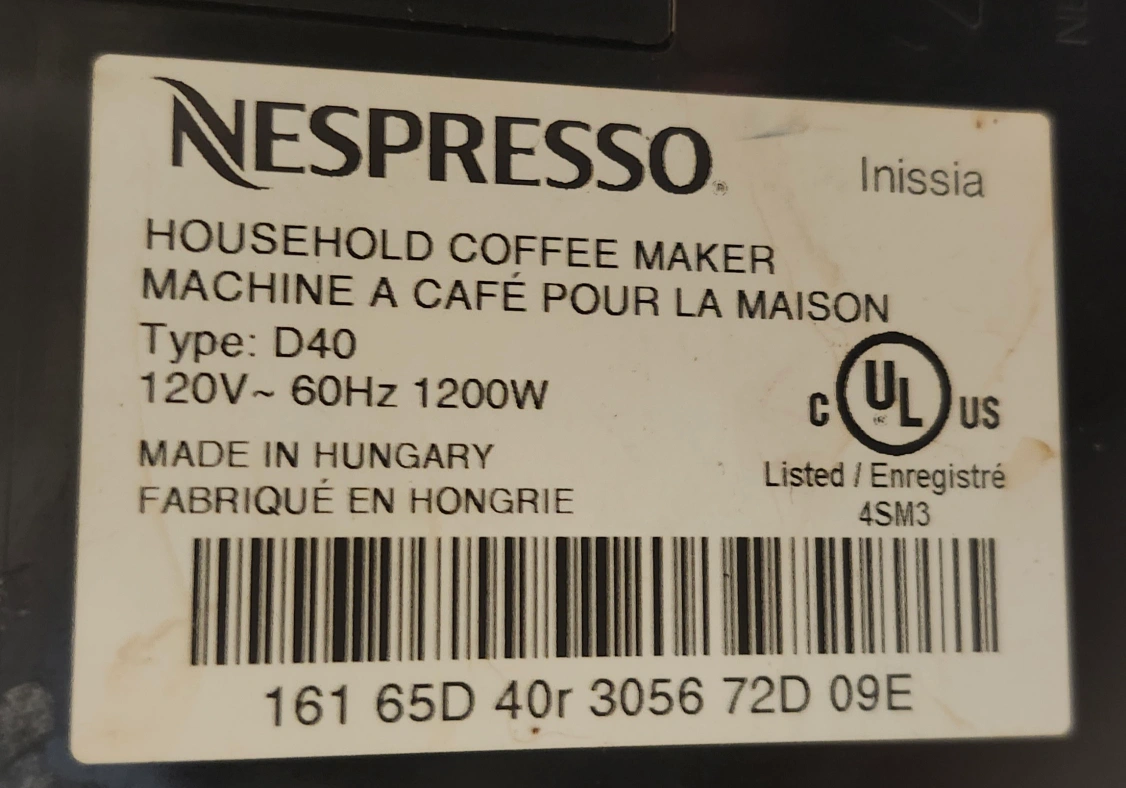 NESPRESSO®
Inissia
HOUSEHOLD COFFEE MAKER
MACHINE A CAFÉ POUR LA MAISON
Type: D40
120V~ 60Hz 1200W
C UL US
MADE IN HUNGARY
FABRIQUÉ EN HONGRIE
Listed / Enregistré
4SM3
161 65D 40r 3056 72D 09E